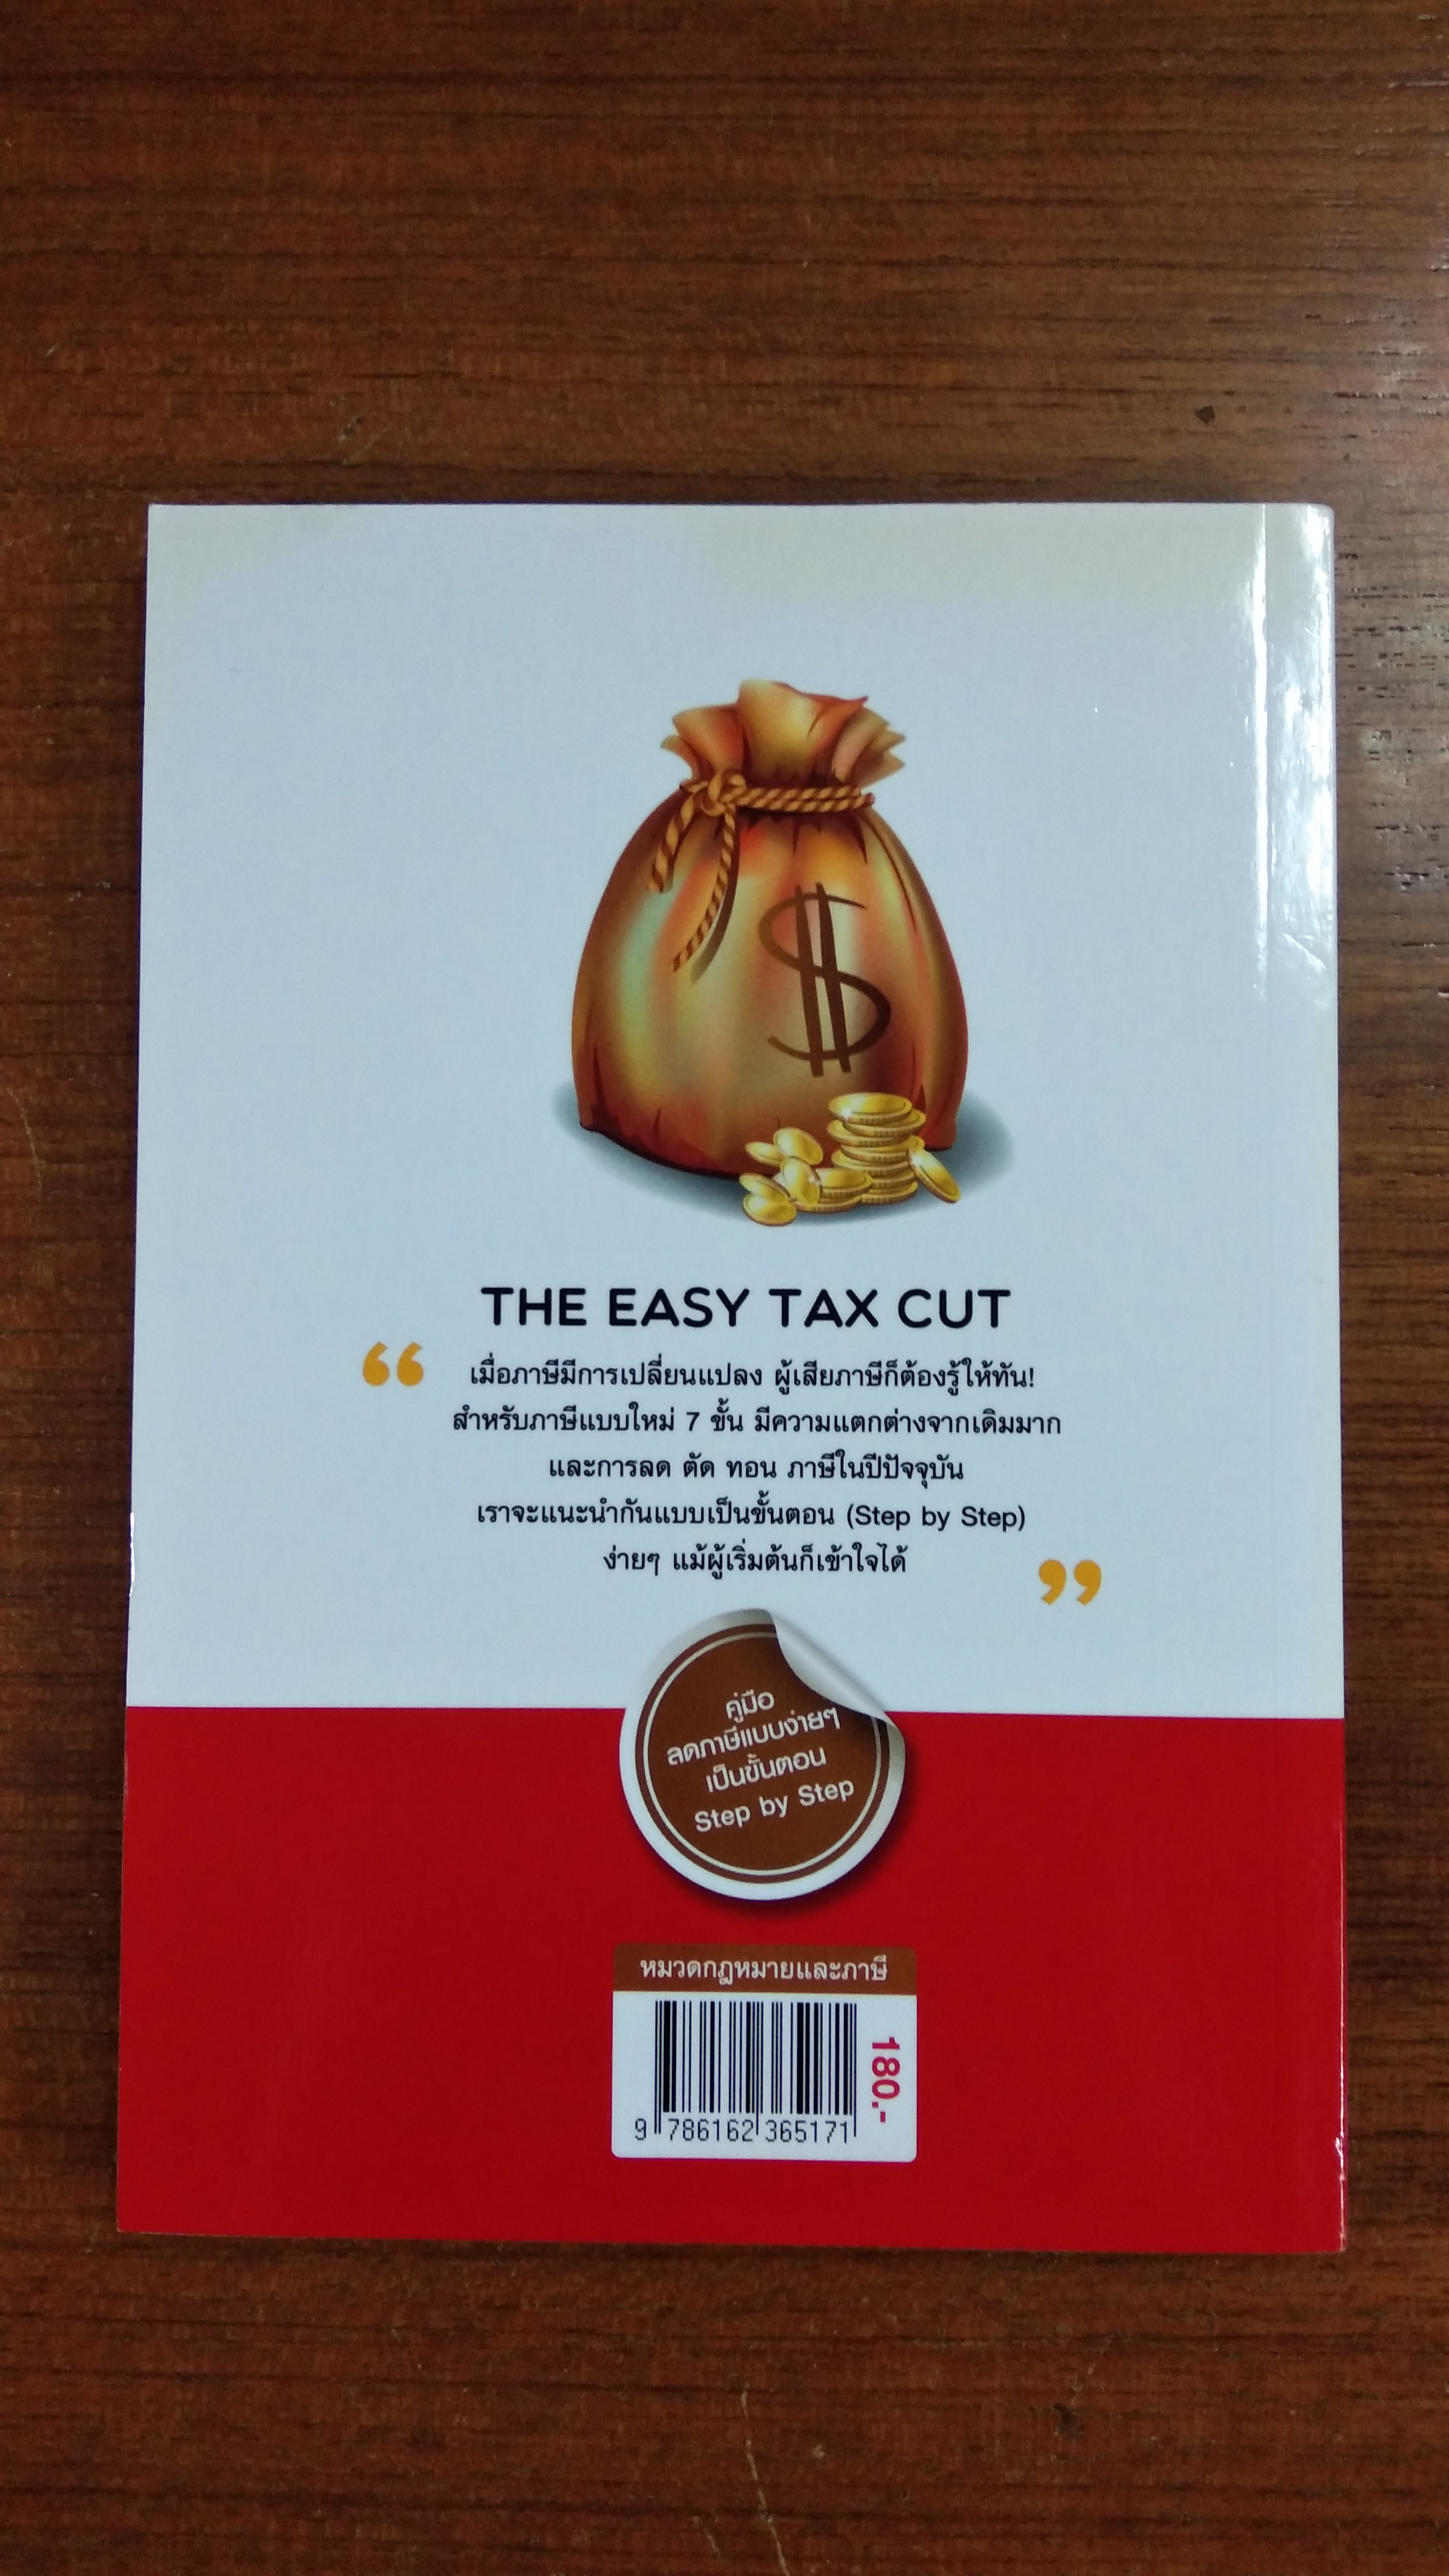 $
THE EASY TAX CUT
“ เมื่อภาษีมีการเปลี่ยนแปลง ผู้เสียภาษีก็ต้องรู้ให้ทัน!
สำหรับภาษีแบบใหม่ 7 ขั้น มีความแตกต่างจากเดิมมาก
และการลด ตัด ทอน ภาษีในปีปัจจุบัน
เราจะแนะนำกันแบบเป็นขั้นตอน (Step by Step)
ง่ายๆ แม้ผู้เริ่มต้นก็เข้าใจได้ ”
คู่มือ
ลดภาษีแบบง่ายๆ
เป็นขั้นตอน
Step by Step
หมวดกฎหมายและภาษี
180.-
9 786162 365171